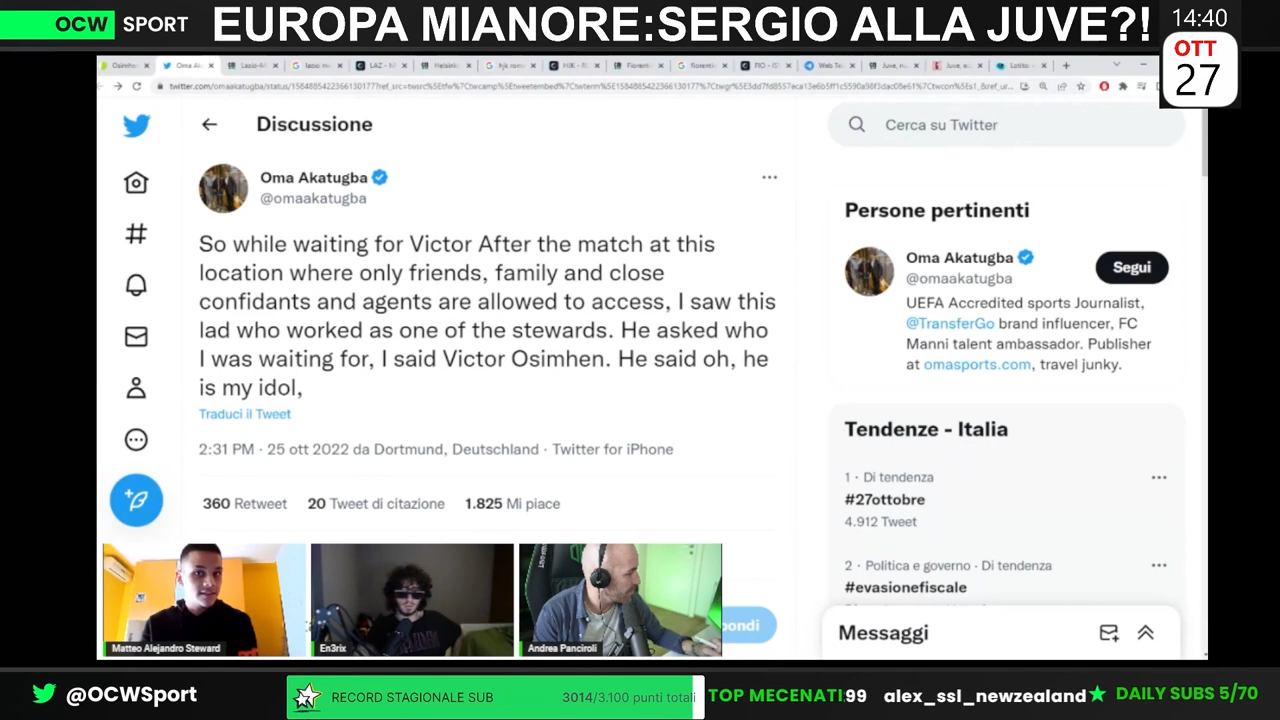 OCW SPORT
EUROPA MIANORE:SERGIO ALLA JUVE?!
14:40
OTT
27
Discussione
Cerca su Twitter
Oma Akatugba
@omaakatugba
So while waiting for Victor After the match at this
location where only friends, family and close
confidants and agents are allowed to access, I saw this
lad who worked as one of the stewards. He asked who
I was waiting for, I said Victor Osimhen. He said oh, he
is my idol,
Traduci il Tweet
2:31 PM · 25 ott 2022 da Dortmund, Deutschland · Twitter for iPhone
360 Retweet 20 Tweet di citazione 1.825 Mi piace
Persone pertinenti
Oma Akatugba
@omaakatugba
Segui
UEFA Accredited sports Journalist,
@TransferGo brand influencer, FC
Manni talent ambassador. Publisher
at omasports.com, travel junky.
Tendenze - Italia
1 · Di tendenza
#27ottobre
4.912 Tweet
2 · Politica e governo · Di tendenza
#evasionefiscale
Messaggi
Matteo Alejandro Steward
En3rix
Andrea Panciroli
@OCWSport
RECORD STAGIONALE SUB 3014/3.100 punti totali
TOP MECENATI 99 alex_ssl_newzealand
DAILY SUBS 5/70